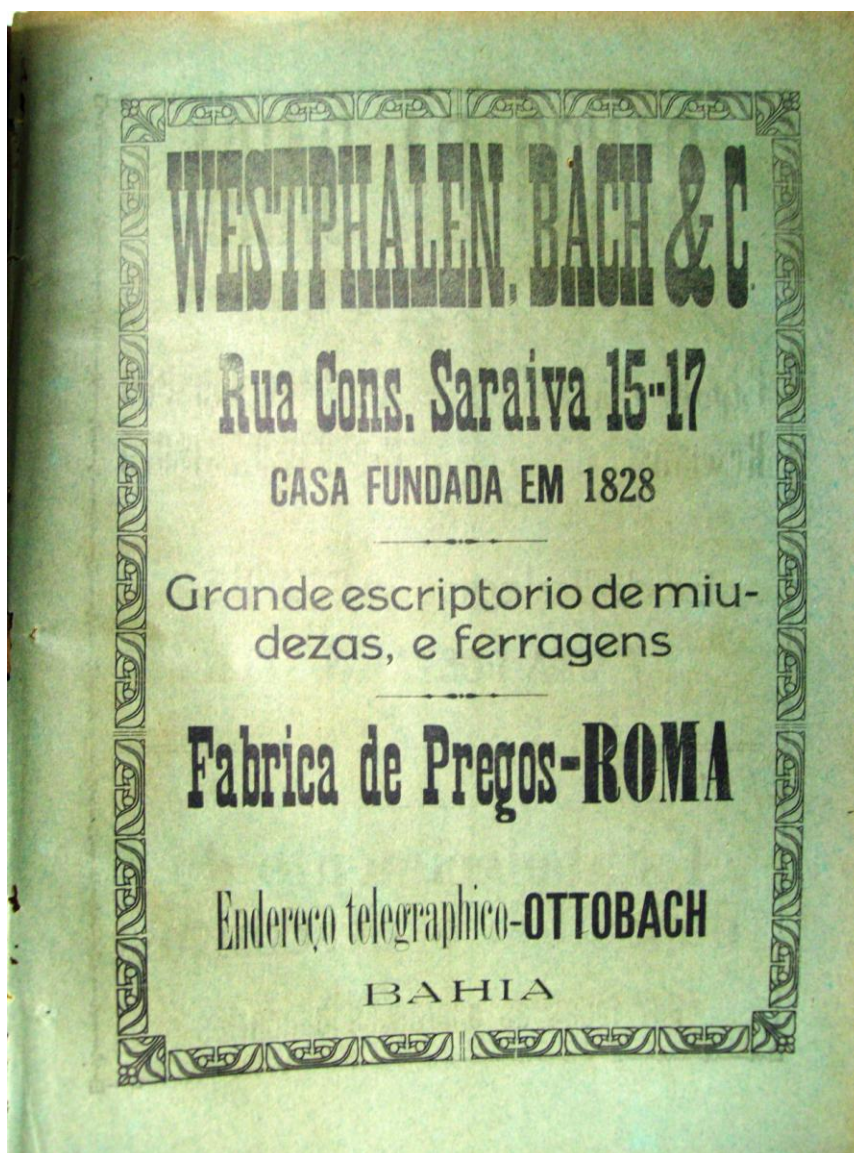 WESTPHALEN, BACH & C.
Rua Cons. Saraiva 15-17
CASA FUNDADA EM 1828
Grande escriptorio de miu-
dezas, e ferragens
Fabrica de Pregos-ROMA
Endereço telegraphico-OTTOBACH
BAHIA